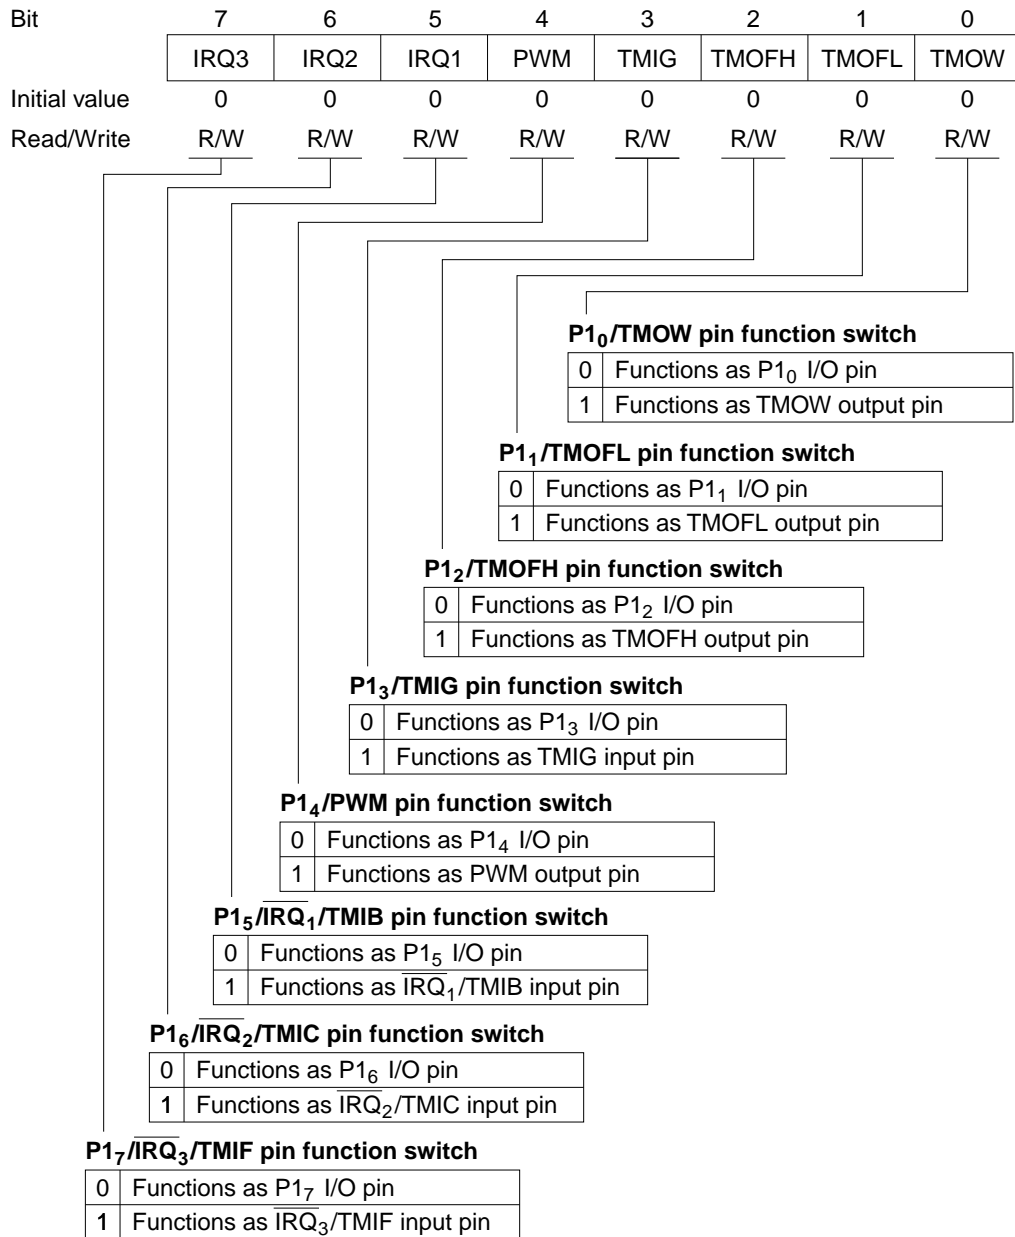 Bit 7 6 5 4 3 2 1 0
IRQ3 IRQ2 IRQ1 PWM TMIG TMOFH TMOFL TMOW
Initial value 0 0 0 0 0 0 0 0
Read/Write R/W R/W R/W R/W R/W R/W R/W R/W
P1₀/TMOW pin function switch
0 Functions as P1₀ I/O pin
1 Functions as TMOW output pin
P1₁/TMOFL pin function switch
0 Functions as P1₁ I/O pin
1 Functions as TMOFL output pin
P1₂/TMOFH pin function switch
0 Functions as P1₂ I/O pin
1 Functions as TMOFH output pin
P1₃/TMIG pin function switch
0 Functions as P1₃ I/O pin
1 Functions as TMIG input pin
P1₄/PWM pin function switch
0 Functions as P1₄ I/O pin
1 Functions as PWM output pin
P1₅/I̅R̅Q̅₁/TMIB pin function switch
0 Functions as P1₅ I/O pin
1 Functions as I̅R̅Q̅₁/TMIB input pin
P1₆/I̅R̅Q̅₂/TMIC pin function switch
0 Functions as P1₆ I/O pin
1 Functions as I̅R̅Q̅₂/TMIC input pin
P1₇/I̅R̅Q̅₃/TMIF pin function switch
0 Functions as P1₇ I/O pin
1 Functions as I̅R̅Q̅₃/TMIF input pin